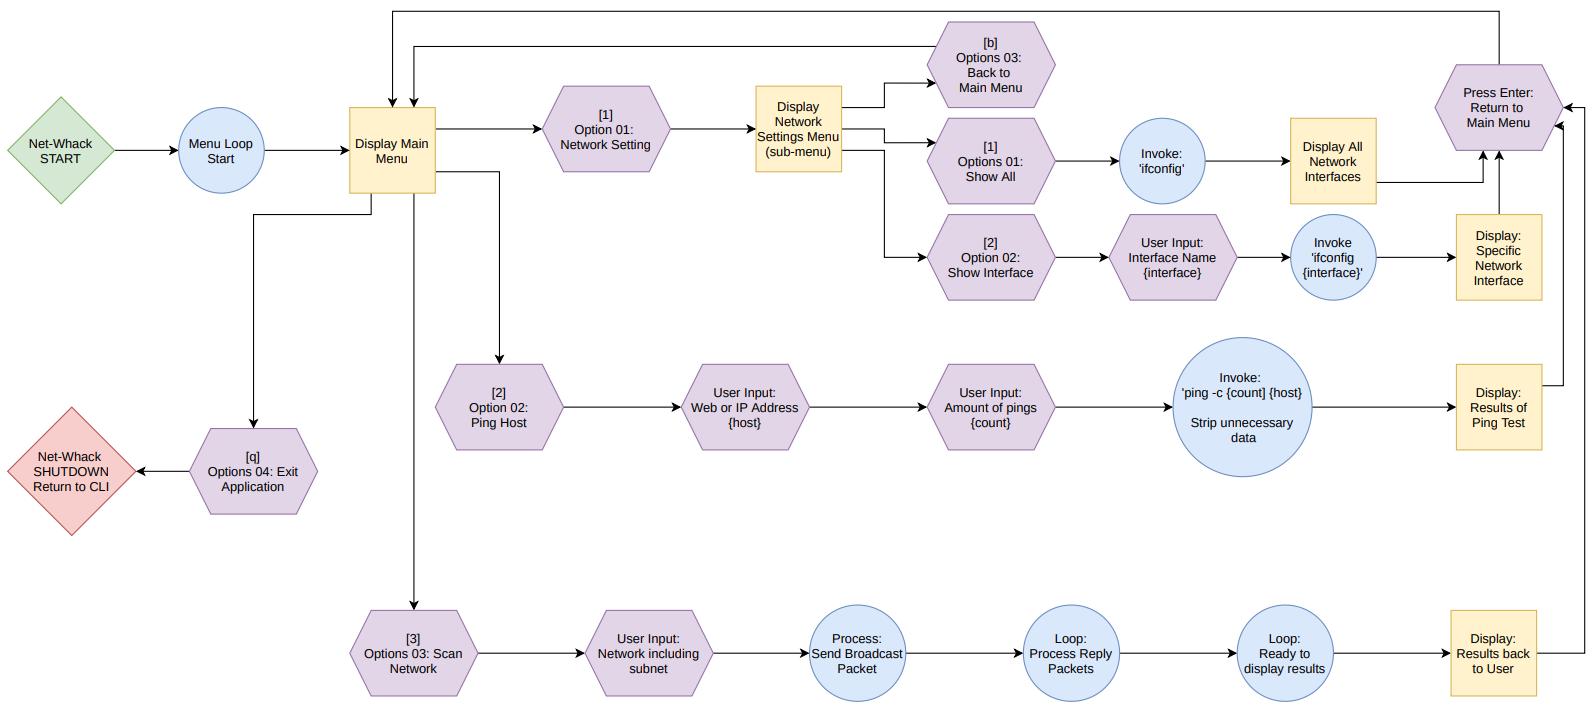 Net-Whack
START
Menu Loop
Start
Display Main
Menu
[1]
Option 01:
Network Setting
Display
Network
Settings Menu
(sub-menu)
[b]
Options 03:
Back to
Main Menu
[1]
Options 01:
Show All
Invoke:
'ifconfig'
Display All
Network
Interfaces
Press Enter:
Return to
Main Menu
[2]
Option 02:
Show Interface
User Input:
Interface Name
{interface}
Invoke
'ifconfig
{interface}'
Display:
Specific
Network
Interface
[2]
Option 02:
Ping Host
User Input:
Web or IP Address
{host}
User Input:
Amount of pings
{count}
Invoke:
'ping -c {count] {host}
Strip unnecessary
data
Display:
Results of
Ping Test
[q]
Options 04: Exit
Application
Net-Whack
SHUTDOWN
Return to CLI
[3]
Options 03: Scan
Network
User Input:
Network including
subnet
Process:
Send Broadcast
Packet
Loop:
Process Reply
Packets
Loop:
Ready to
display results
Display:
Results back
to User